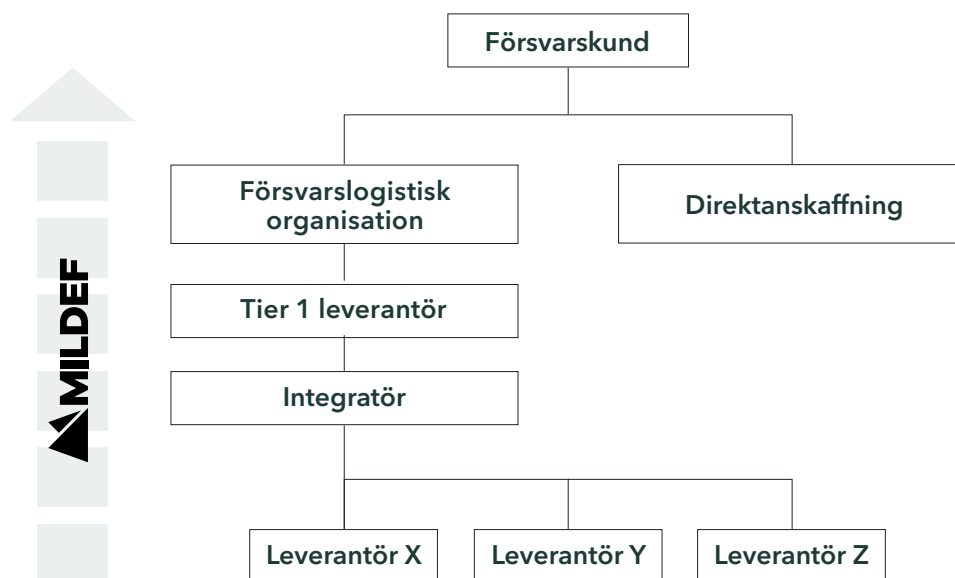 Försvarskund
Försvarslogistisk
organisation
Direktanskaffning
Tier 1 leverantör
Integratör
Leverantör X
Leverantör Y
Leverantör Z
MILDEF